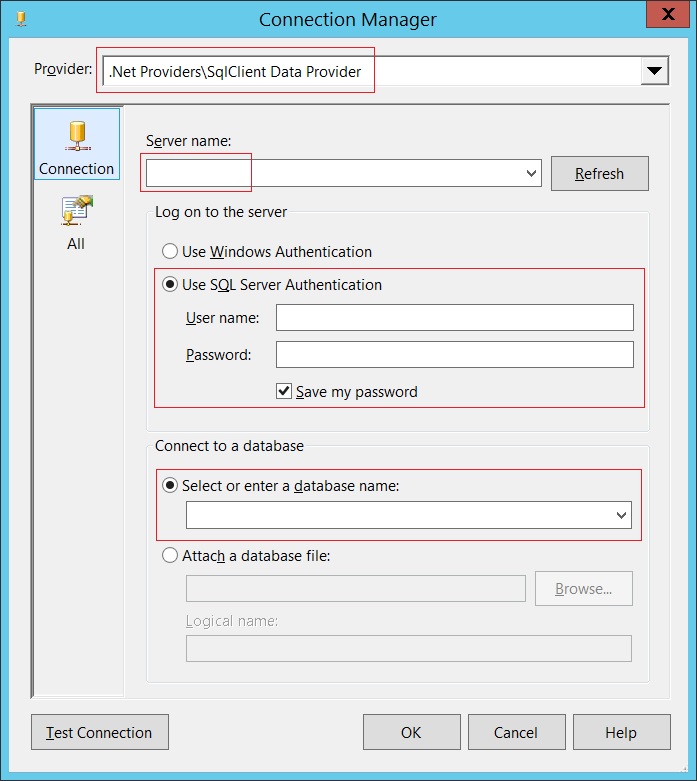 Connection Manager
Provider: .Net Providers\SqlClient Data Provider
Connection
All
Server name:
Refresh
Log on to the server
Use Windows Authentication
Use SQL Server Authentication
User name:
Password:
Save my password
Connect to a database
Select or enter a database name:
Attach a database file:
Browse...
Logical name:
Test Connection OK Cancel Help